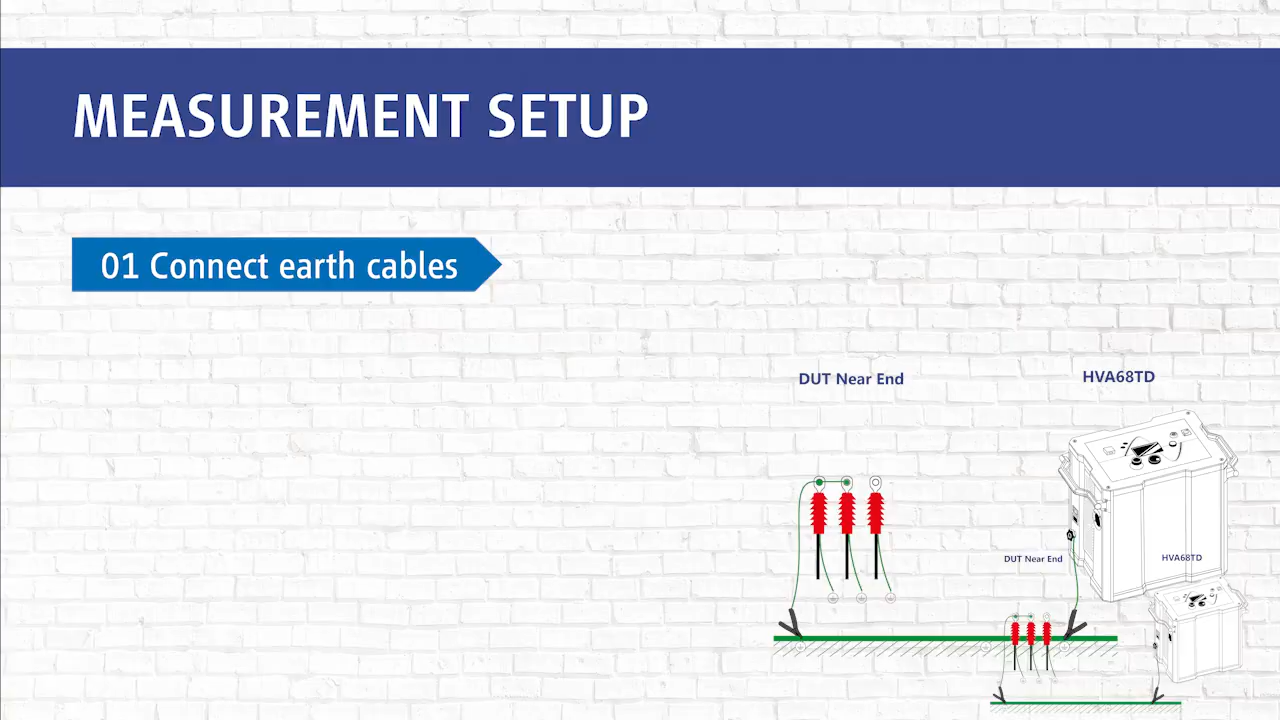 MEASUREMENT SETUP
01 Connect earth cables
DUT Near End
HVA68TD
DUT Near End
HVA68TD